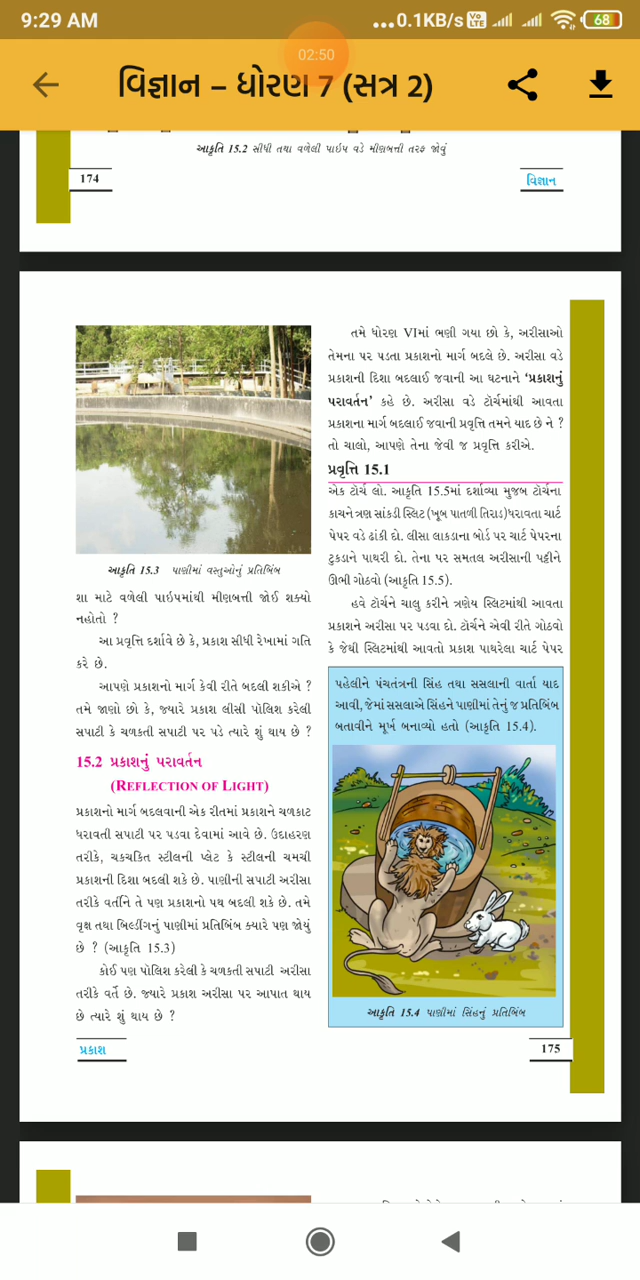 9:29 AM
...0.1KB/s Vo LTE 68
02:50
વિજ્ઞાન – ધોરણ 7 (સત્ર 2)
આકૃતિ 15.2 સીધી તથા વળેલી પાઇપ વડે મીણબત્તી તરફ જોવું
174
વિજ્ઞાન
આકૃતિ 15.3 પાણીમાં વસ્તુઓનું પ્રતિબિંબ
શા માટે વળેલી પાઇપમાંથી મીણબત્તી જોઈ શક્યો
નહોતો ?
આ પ્રવૃત્તિ દર્શાવે છે કે, પ્રકાશ સીધી રેખામાં ગતિ
કરે છે.
આપણે પ્રકાશનો માર્ગ કેવી રીતે બદલી શકીએ ?
તમે જાણો છો કે, જ્યારે પ્રકાશ લીસી પોલિશ કરેલી
સપાટી કે ચળકતી સપાટી પર પડે ત્યારે શું થાય છે ?
15.2 પ્રકાશનું પરાવર્તન
(REFLECTION OF LIGHT)
પ્રકાશનો માર્ગ બદલવાની એક રીતમાં પ્રકાશને ચળકાટ
ધરાવતી સપાટી પર પડવા દેવામાં આવે છે. ઉદાહરણ
તરીકે, ચકચકિત સ્ટીલની પ્લેટ કે સ્ટીલની ચમચી
પ્રકાશની દિશા બદલી શકે છે. પાણીની સપાટી અરીસા
તરીકે વર્તીને તે પણ પ્રકાશનો પથ બદલી શકે છે. તમે
વૃક્ષ તથા બિલ્ડીંગનું પાણીમાં પ્રતિબિંબ ક્યારે પણ જોયું
છે ? (આકૃતિ 15.3)
કોઈ પણ પોલિશ કરેલી કે ચળકતી સપાટી અરીસા
તરીકે વર્તે છે. જ્યારે પ્રકાશ અરીસા પર આપાત થાય
છે ત્યારે શું થાય છે ?
તમે ધોરણ VIમાં ભણી ગયા છો કે, અરીસાઓ
તેમના પર પડતા પ્રકાશનો માર્ગ બદલે છે. અરીસા વડે
પ્રકાશની દિશા બદલાઈ જવાની આ ઘટનાને ‘પ્રકાશનું
પરાવર્તન’ કહે છે. અરીસા વડે ટૉર્ચમાંથી આવતા
પ્રકાશના માર્ગ બદલાઈ જવાની પ્રવૃત્તિ તમને યાદ છે ને ?
તો ચાલો, આપણે તેના જેવી જ પ્રવૃત્તિ કરીએ.
પ્રવૃત્તિ 15.1
એક ટૉર્ચ લો. આકૃતિ 15.5માં દર્શાવ્યા મુજબ ટૉર્ચના
કાચને ત્રણ સાંકડી સ્લિટ (ખૂબ પાતળી તિરાડ)ધરાવતા ચાર્ટ
પેપર વડે ઢાંકી દો. લીસા લાકડાના બોર્ડ પર ચાર્ટ પેપરના
ટુકડાને પાથરી દો. તેના પર સમતલ અરીસાની પટ્ટીને
ઊભી ગોઠવો (આકૃતિ 15.5).
હવે ટૉર્ચને ચાલુ કરીને ત્રણેય સ્લિટમાંથી આવતા
પ્રકાશને અરીસા પર પડવા દો. ટૉર્ચને એવી રીતે ગોઠવો
કે જેથી સ્લિટમાંથી આવતો પ્રકાશ પાથરેલા ચાર્ટ પેપર
પહેલીને પંચતંત્રની સિંહ તથા સસલાની વાર્તા યાદ
આવી, જેમાં સસલાએ સિંહને પાણીમાં તેનું જ પ્રતિબિંબ
બતાવીને મૂર્ખ બનાવ્યો હતો (આકૃતિ 15.4).
આકૃતિ 15.4 પાણીમાં સિંહનું પ્રતિબિંબ
પ્રકાશ
175